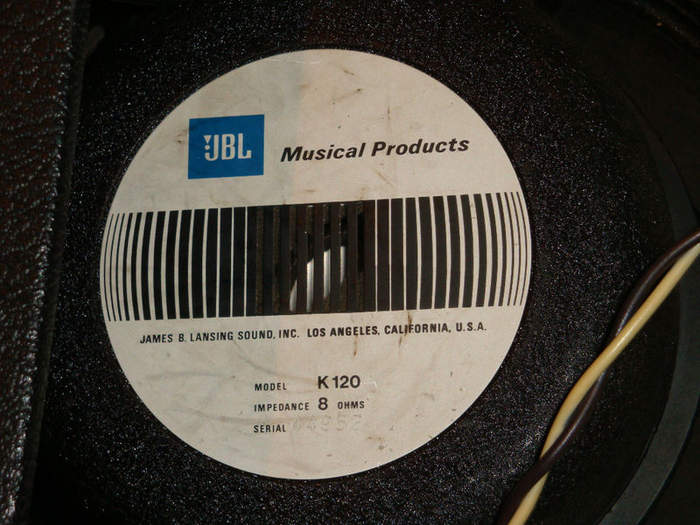 JBL Musical Products
JAMES B. LANSING SOUND, INC. LOS ANGELES, CALIFORNIA, U.S.A.
MODEL K120
IMPEDANCE 8 OHMS
SERIAL